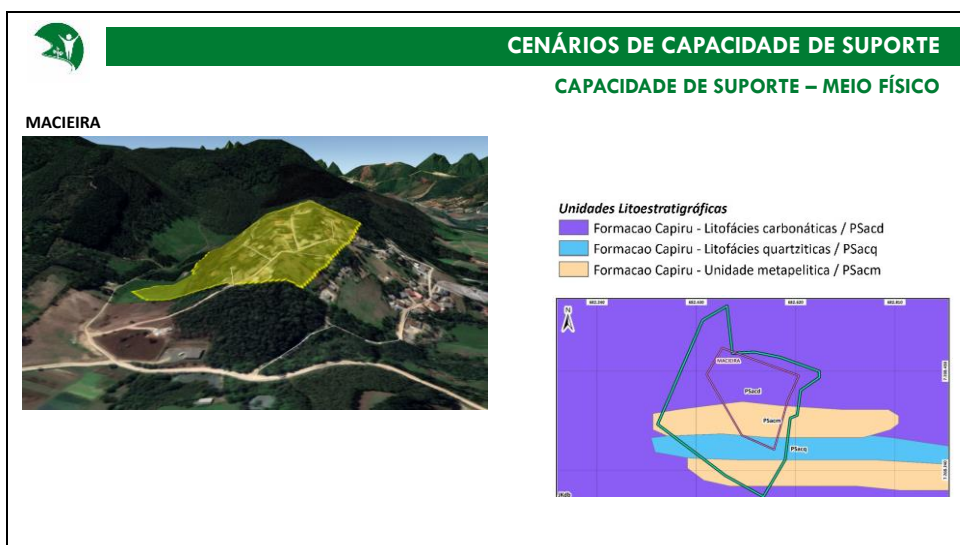 CENÁRIOS DE CAPACIDADE DE SUPORTE
CAPACIDADE DE SUPORTE – MEIO FÍSICO
MACIEIRA
Unidades Litoestratigráficas
Formacao Capiru - Litofácies carbonáticas / PSacd
Formacao Capiru - Litofácies quartziticas / PSacq
Formacao Capiru - Unidade metapelitica / PSacm
N
MACIEIRA
PSacd
PSacm
PSacq